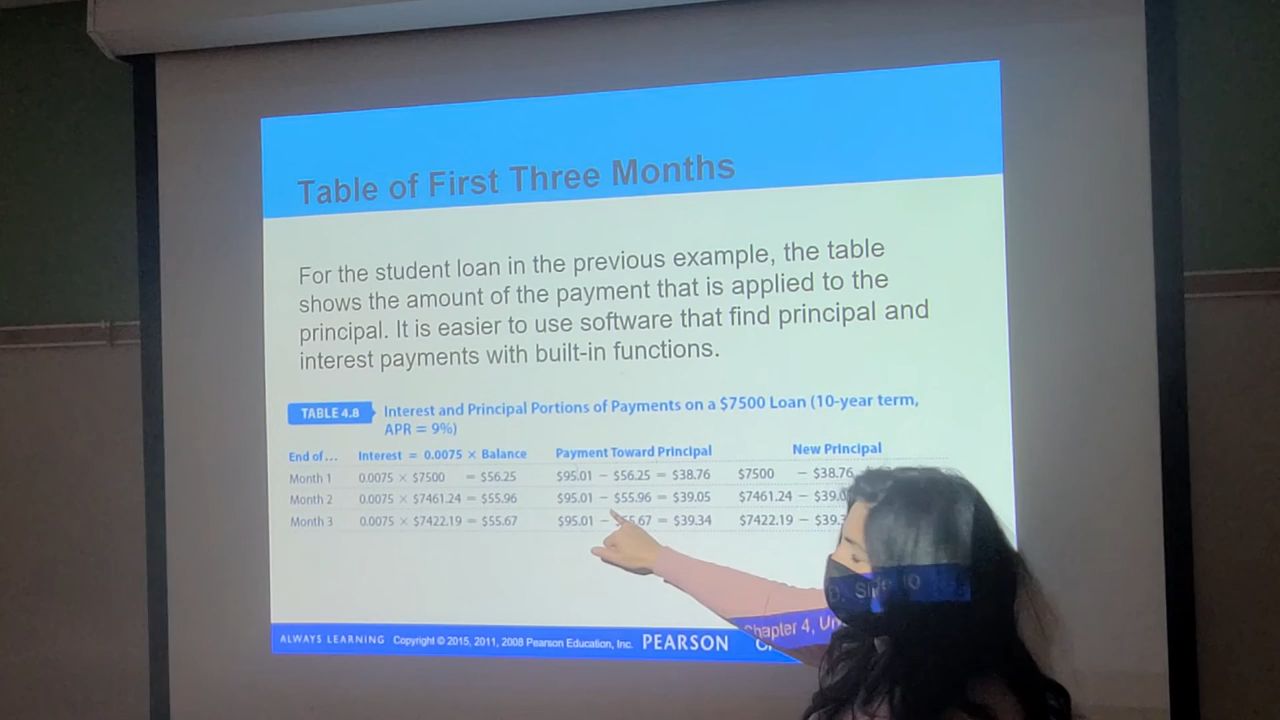 Table of First Three Months
For the student loan in the previous example, the table
shows the amount of the payment that is applied to the
principal. It is easier to use software that find principal and
interest payments with built-in functions.
TABLE 4.8 Interest and Principal Portions of Payments on a $7500 Loan (10-year term,
APR = 9%)
End of... Interest = 0.0075 × Balance Payment Toward Principal New Principal
Month 1 0.0075 × $7500 = $56.25 $95.01 − $56.25 = $38.76 $7500 − $38.76
Month 2 0.0075 × $7461.24 = $55.96 $95.01 − $55.96 = $39.05 $7461.24 − $39.0
Month 3 0.0075 × $7422.19 = $55.67 $95.01 − $55.67 = $39.34 $7422.19 − $39.3
ALWAYS LEARNING Copyright © 2015, 2011, 2008 Pearson Education, Inc. PEARSON
Chapter 4,